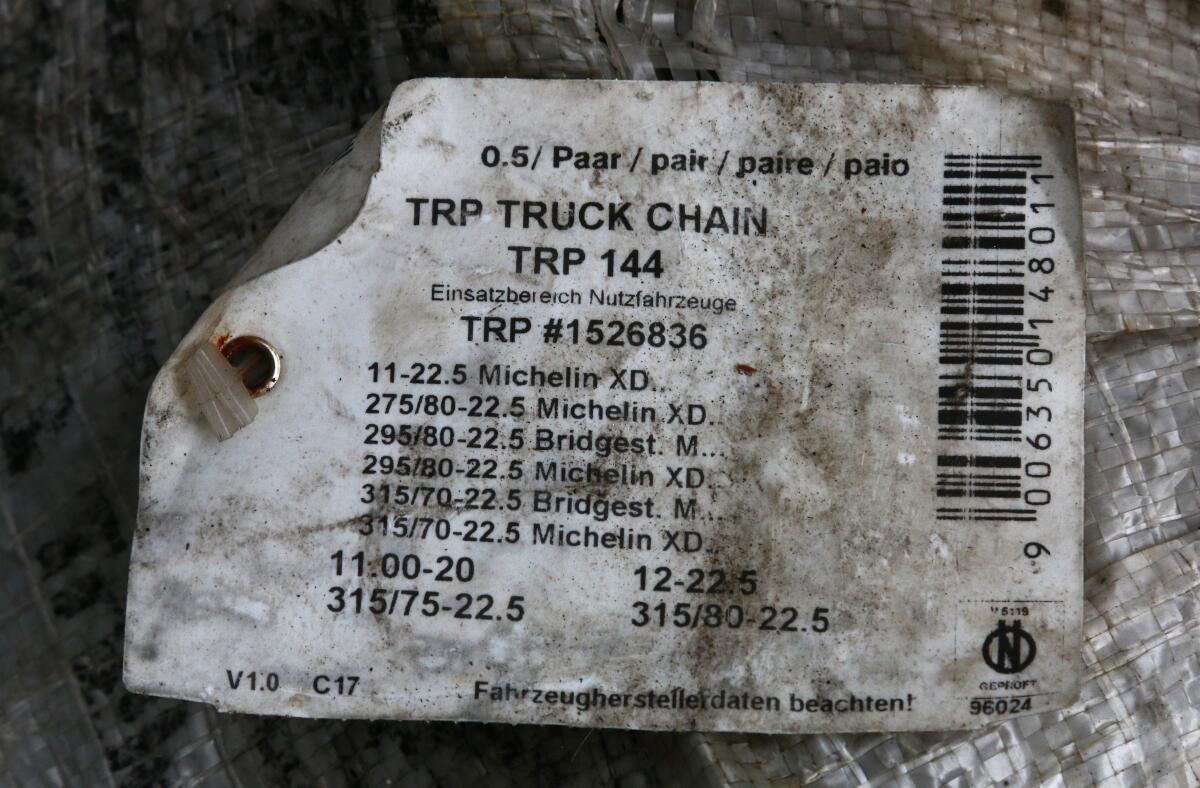 0.5/ Paar / pair / paire / paio
TRP TRUCK CHAIN
TRP 144
Einsatzbereich Nutzfahrzeuge
TRP #1526836
11-22.5 Michelin XD..
275/80-22.5 Michelin XD..
295/80-22.5 Bridgest. M...
295/80-22.5 Michelin XD..
315/70-22.5 Bridgest. M...
315/70-22.5 Michelin XD..
11.00-20 12-22.5
315/75-22.5 315/80-22.5
V1.0 C17 Fahrzeugherstellerdaten beachten!
9 006350 148011
V 5119
GEPRÜFT
96024